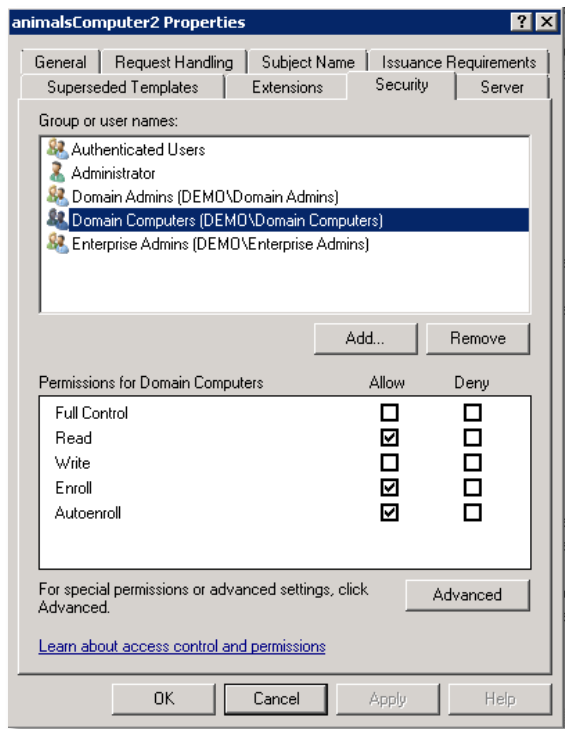 animalsComputer2 Properties
General Request Handling Subject Name Issuance Requirements
Superseded Templates Extensions Security Server
Group or user names:
Authenticated Users
Administrator
Domain Admins (DEMO\Domain Admins)
Domain Computers (DEMO\Domain Computers)
Enterprise Admins (DEMO\Enterprise Admins)
Add... Remove
Permissions for Domain Computers Allow Deny
Full Control
Read
Write
Enroll
Autoenroll
For special permissions or advanced settings, click
Advanced.
Advanced
Learn about access control and permissions
OK Cancel Apply Help